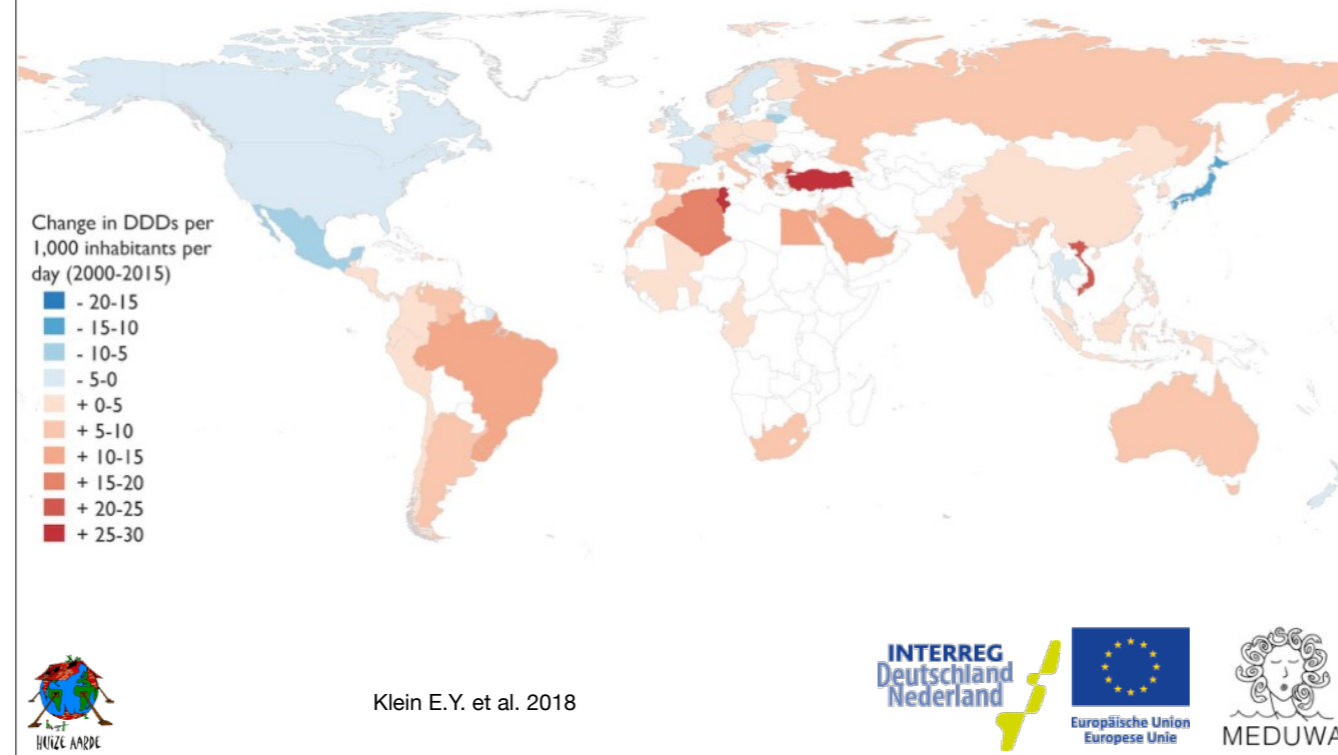 Change in DDDs per
1,000 inhabitants per
day (2000-2015)
- 20-15
- 15-10
- 10-5
- 5-0
+ 0-5
+ 5-10
+ 10-15
+ 15-20
+ 20-25
+ 25-30
het
HUIZE AARDE
Klein E.Y. et al. 2018
INTERREG
Deutschland
Nederland
Europäische Union
Europese Unie
MEDUWA